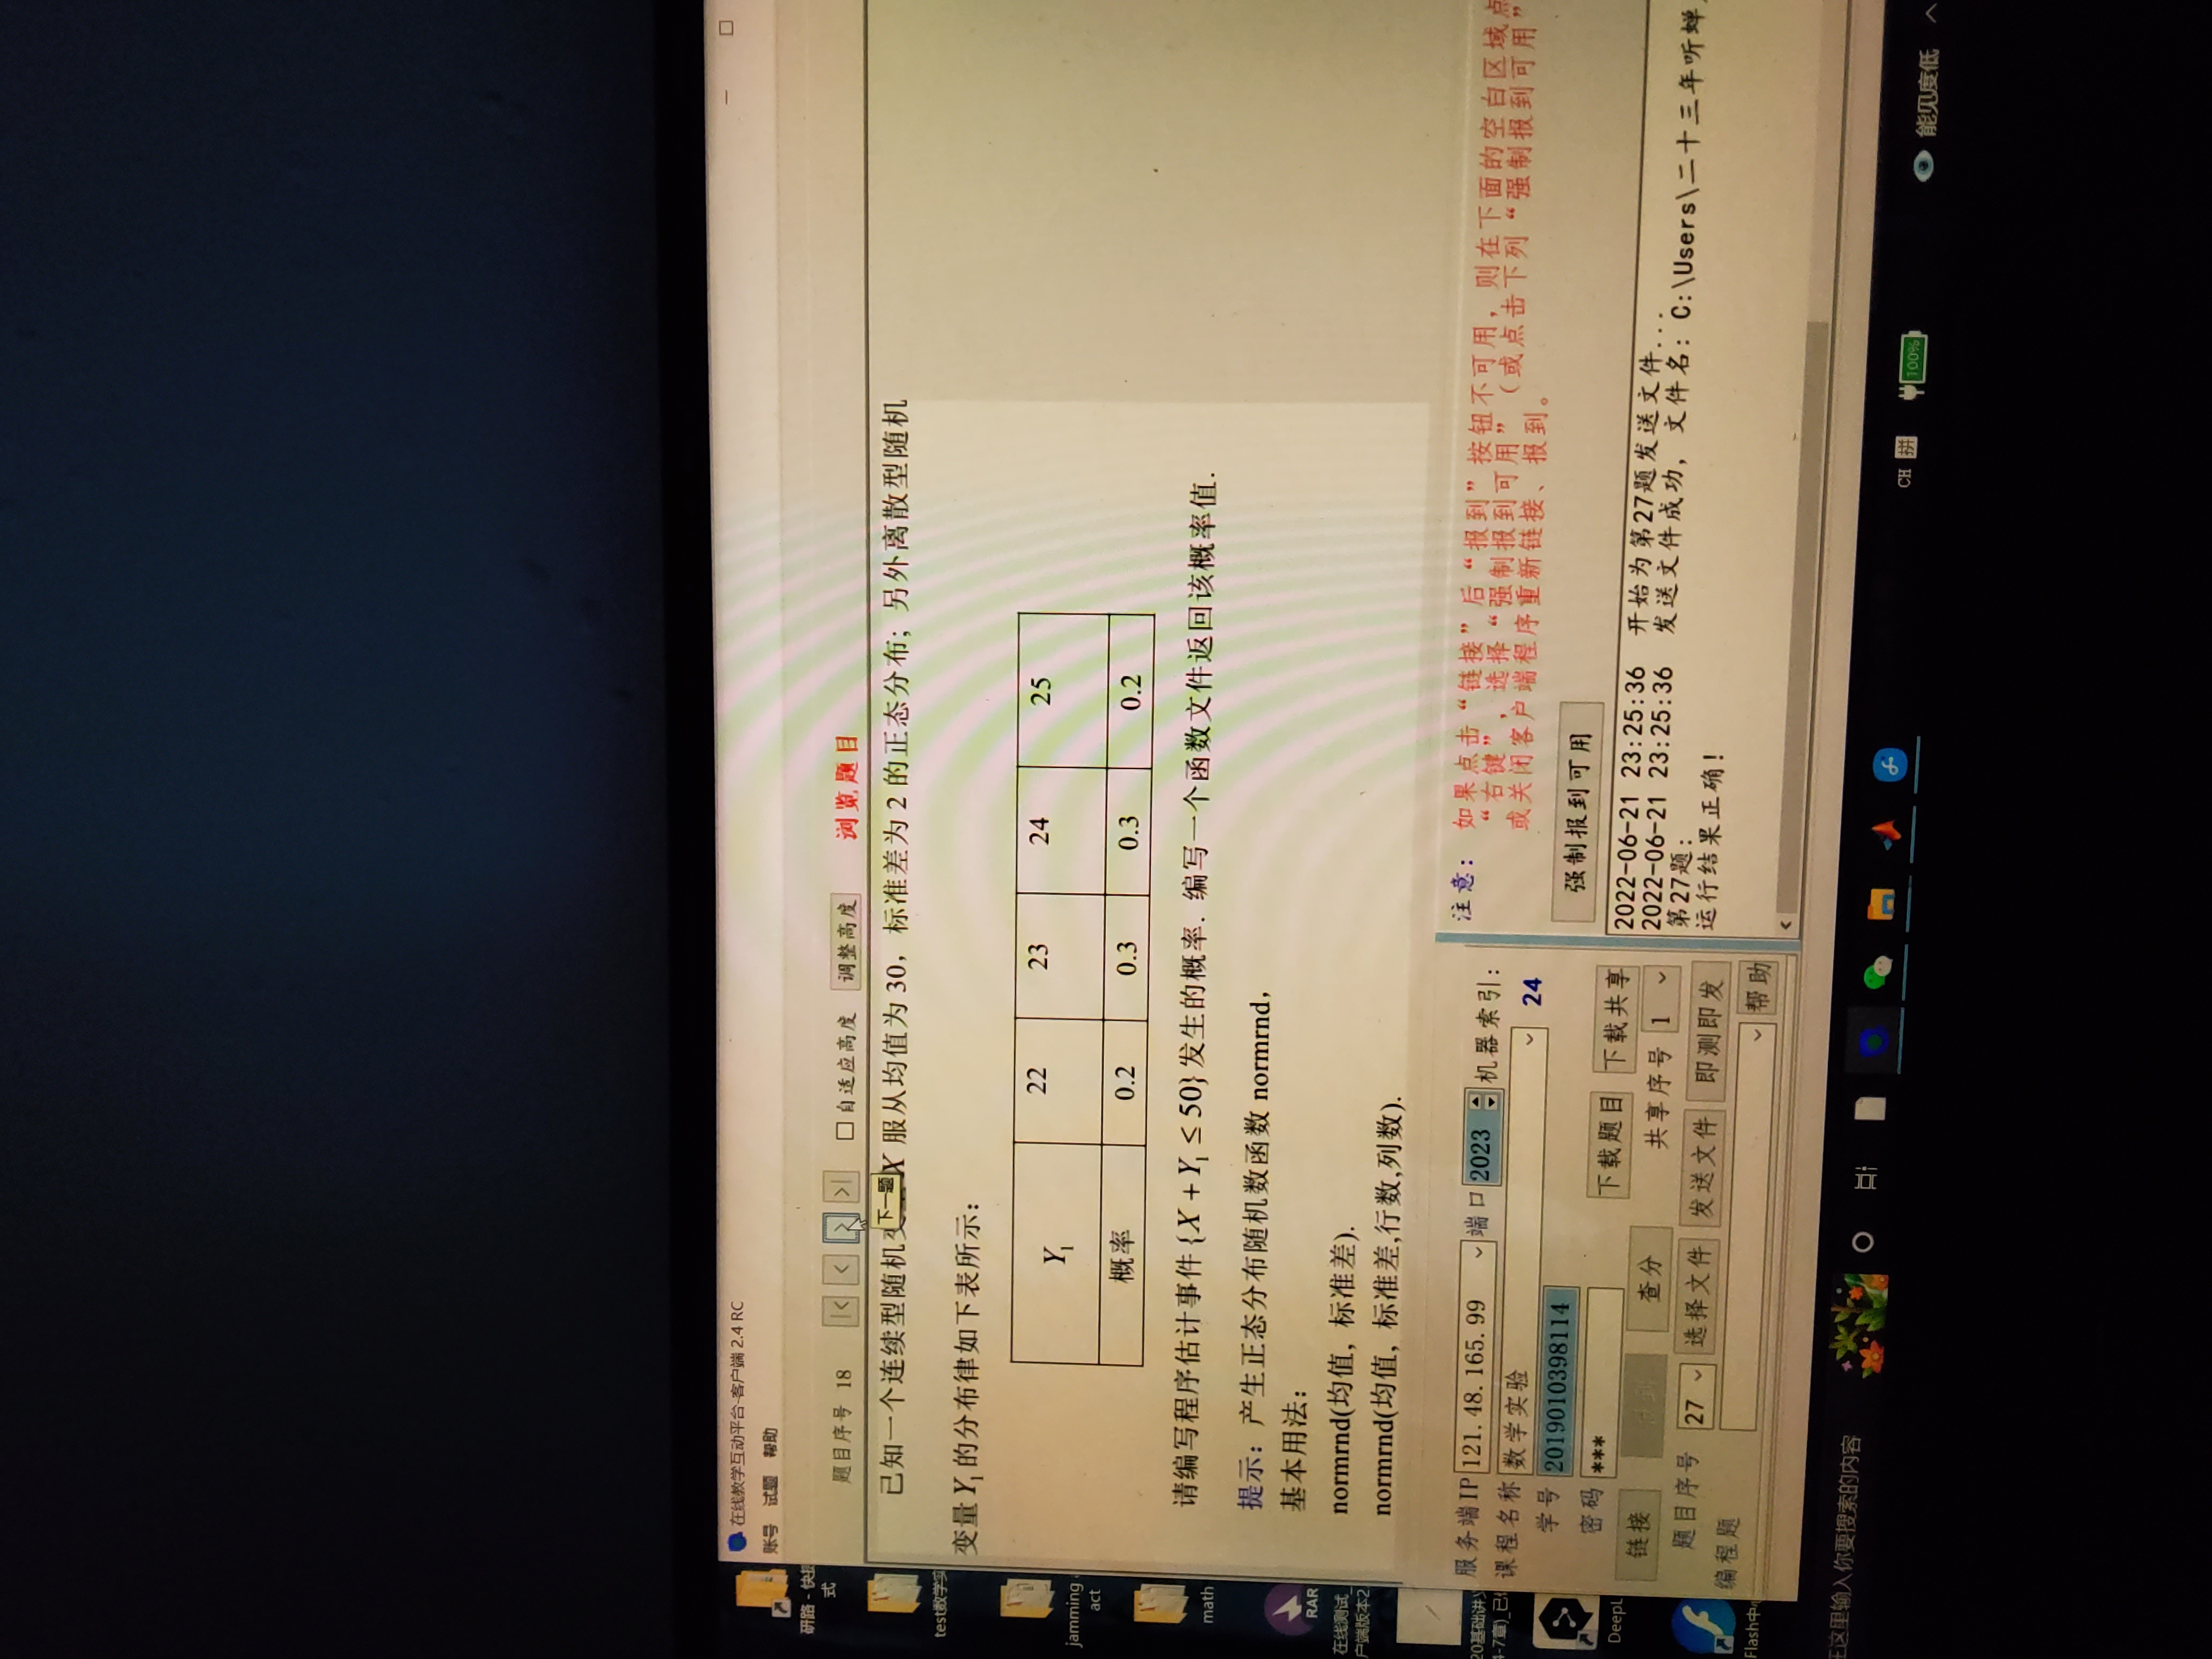 在线教学互动平台-客户端 2.4 RC
账号 试题 帮助
题目序号 18 |< < > >| 自适应高度 调整高度 浏览题目
下一题
已知一个连续型随机变 X 服从均值为 30，标准差为 2 的正态分布; 另外离散型随机
变量 Y₁ 的分布律如下表所示：
Y₁ 22 23 24 25
概率 0.2 0.3 0.3 0.2
请编写程序估计事件 {X + Y₁ ≤ 50} 发生的概率. 编写一个函数文件返回该概率值.
提示：产生正态分布随机数函数 normrnd，
基本用法：
normrnd(均值, 标准差).
normrnd(均值, 标准差,行数,列数).
服务端IP 121.48.165.99 端口 2023 机器索引:
课程名称 数学实验 24
学号 2019010398114
密码 ***
下载题目 下载共享
链接 查分 共享序号 1
题目序号 27 选择文件 发送文件 即测即发
编程题 帮助
注意： 如果点击“链接”后“报到”按钮不可用，则在下面的空白区域点
“右键”，选择“强制报到可用”（或点击下列“强制报到可用”
或关闭客户端程序重新链接、报到。
强制报到可用
2022-06-21 23:25:36 开始为第27题发送文件...
2022-06-21 23:25:36 发送文件成功, 文件名: C:\Users\二十三年听蝉
第27题:
运行结果正确!
研路 - 快捷
式
test数学实
jamming
act
math
RAR
在线测试_
户端版本2
20基础讲义
4-7章)_已
DeepL
Flash中心
在这里输入你要搜索的内容
CH 拼 100% 能见度低